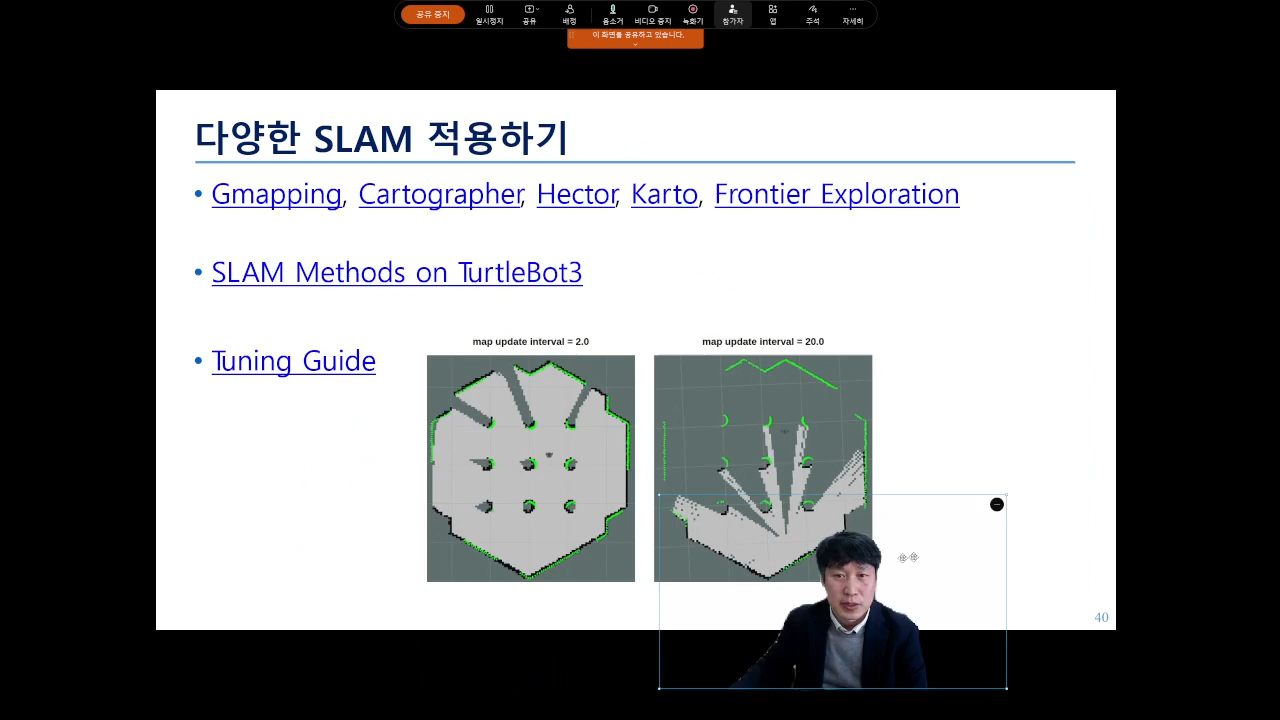 공유 중지
일시정지
공유
배정
음소거
비디오 중지
녹화기
참가자
앱
주석
자세히
이 화면을 공유하고 있습니다.
다양한 SLAM 적용하기
• Gmapping, Cartographer, Hector, Karto, Frontier Exploration
• SLAM Methods on TurtleBot3
• Tuning Guide
map update interval = 2.0
map update interval = 20.0
40